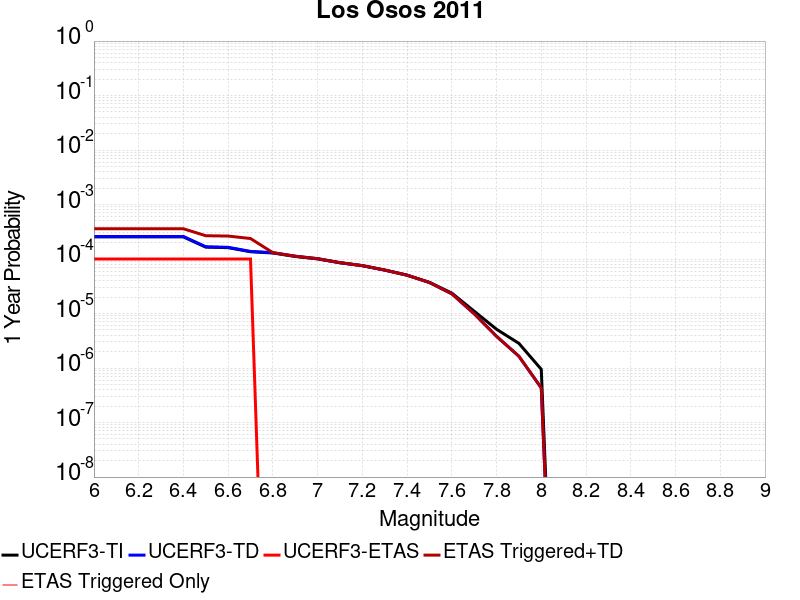 Los Osos 2011
1 Year Probability
10^0
10^-1
10^-2
10^-3
10^-4
10^-5
10^-6
10^-7
10^-8
6 6.2 6.4 6.6 6.8 7 7.2 7.4 7.6 7.8 8 8.2 8.4 8.6 8.8 9
Magnitude
UCERF3-TI UCERF3-TD UCERF3-ETAS ETAS Triggered+TD
ETAS Triggered Only